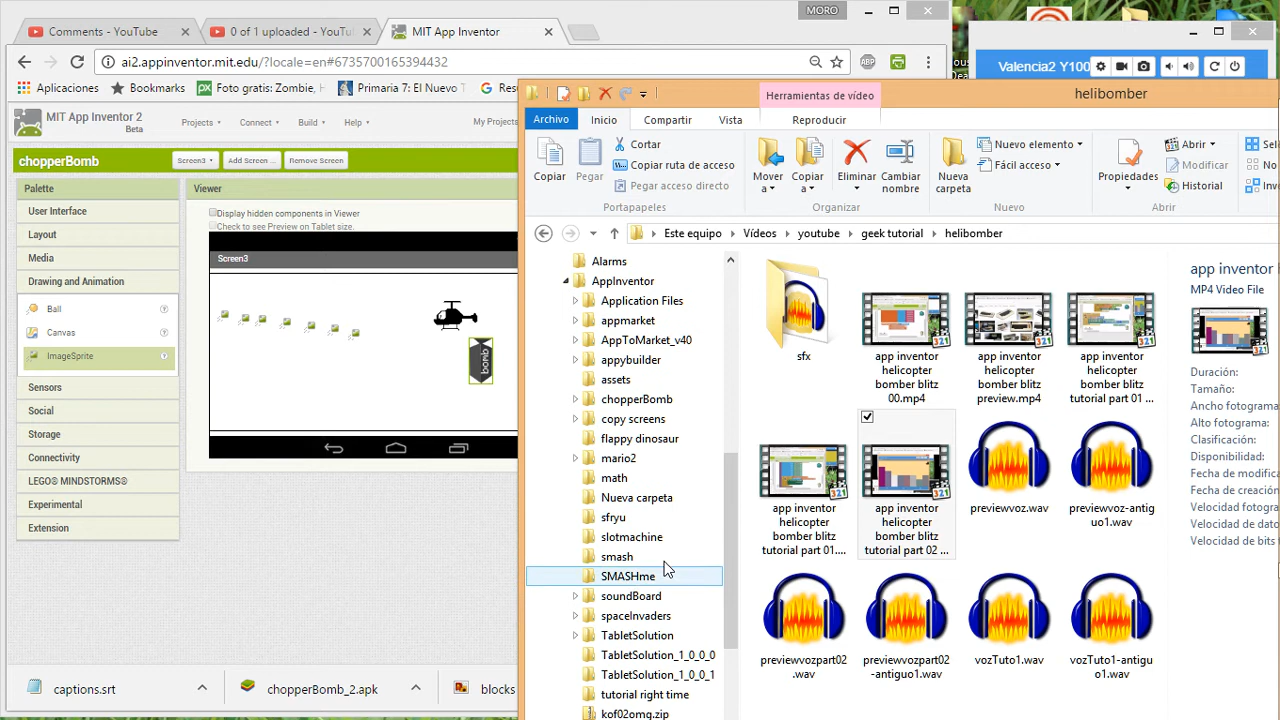 MORO
Comments - YouTube
0 of 1 uploaded - YouTu
MIT App Inventor
ai2.appinventor.mit.edu/?locale=en#6735700165394432
Aplicaciones
Bookmarks
Foto gratis: Zombie, H
Primaria 7: El Nuevo T
Valencia2 Y100
MIT App Inventor 2
Beta
Projects
Connect
Build
Help
My Projects
chopperBomb
Screen3
Add Screen ...
Remove Screen
Palette
User Interface
Layout
Media
Drawing and Animation
Ball
Canvas
ImageSprite
Sensors
Social
Storage
Connectivity
LEGO® MINDSTORMS®
Experimental
Extension
Viewer
Display hidden components in Viewer
Check to see Preview on Tablet size.
Screen3
bomb
captions.srt
chopperBomb_2.apk
blocks
Herramientas de vídeo
helibomber
Archivo
Inicio
Compartir
Vista
Reproducir
Copiar
Pegar
Cortar
Copiar ruta de acceso
Pegar acceso directo
Portapapeles
Mover a
Copiar a
Eliminar
Cambiar nombre
Organizar
Nueva carpeta
Nuevo elemento
Fácil acceso
Nuevo
Propiedades
Abrir
Modificar
Historial
Abrir
Este equipo
Vídeos
youtube
geek tutorial
helibomber
Alarms
AppInventor
Application Files
appmarket
AppToMarket_v40
appybuilder
assets
chopperBomb
copy screens
flappy dinosaur
mario2
math
Nueva carpeta
sfryu
slotmachine
smash
SMASHme
soundBoard
spaceInvaders
TabletSolution
TabletSolution_1_0_0_0
TabletSolution_1_0_0_1
tutorial right time
kof02omg.zip
sfx
app inventor helicopter bomber blitz 00.mp4
app inventor helicopter bomber blitz preview.mp4
app inventor helicopter bomber blitz tutorial part 01 ...
app inventor helicopter bomber blitz tutorial part 01....
app inventor helicopter bomber blitz tutorial part 02 ...
previewvoz.wav
previewvoz-antiguo1.wav
previewvozpart02.wav
previewvozpart02-antiguo1.wav
vozTuto1.wav
vozTuto1-antiguo1.wav
app inventor
MP4 Video File
Duración:
Tamaño:
Ancho fotograma
Alto fotograma:
Clasificación:
Disponibilidad:
Fecha de modifica
Fecha de creación
Velocidad fotogra
Velocidad de dato
Velocidad de bits